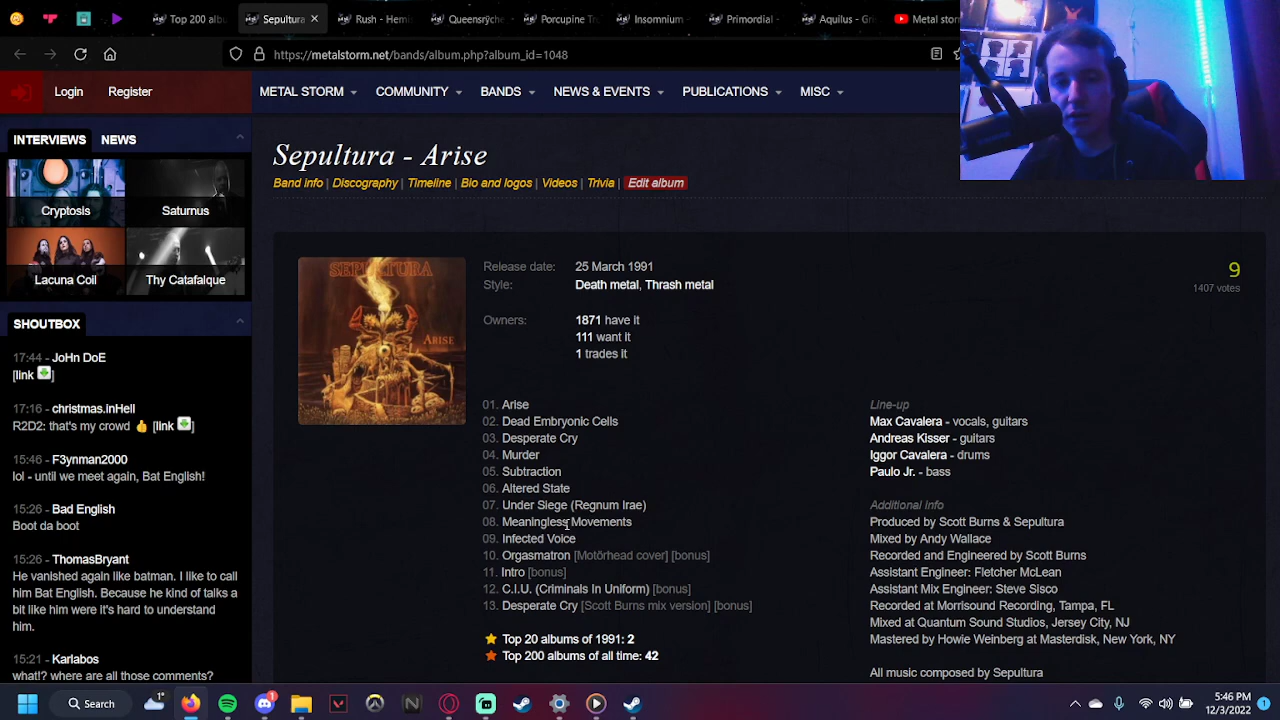 Top 200 albu
Sepultura
Rush - Hemis
Queensrÿche
Porcupine Tr
Insomnium
Primordial -
Aquilus - Gr
Metal storm
https://metalstorm.net/bands/album.php?album_id=1048
Login
Register
METAL STORM
COMMUNITY
BANDS
NEWS & EVENTS
PUBLICATIONS
MISC
INTERVIEWS
NEWS
Cryptosis
Saturnus
Lacuna Coil
Thy Catafalque
SHOUTBOX
17:44 - JoHn DoE
[link]
17:16 - christmas.inHell
R2D2: that's my crowd 👍 [link]
15:46 - F3ynman2000
lol - until we meet again, Bat English!
15:26 - Bad English
Boot da boot
15:26 - ThomasBryant
He vanished again like batman. I like to call
him Bat English. Because he kind of talks a
bit like him were it's hard to understand
him.
15:21 - Karlabos
what!? where are all those comments?
Sepultura - Arise
Band info | Discography | Timeline | Bio and logos | Videos | Trivia | Edit album
SEPULTURA
ARISE
Release date: 25 March 1991
Style: Death metal, Thrash metal
Owners: 1871 have it
111 want it
1 trades it
9
1407 votes
01. Arise
02. Dead Embryonic Cells
03. Desperate Cry
04. Murder
05. Subtraction
06. Altered State
07. Under Siege (Regnum Irae)
08. Meaningless Movements
09. Infected Voice
10. Orgasmatron [Motörhead cover] [bonus]
11. Intro [bonus]
12. C.I.U. (Criminals In Uniform) [bonus]
13. Desperate Cry [Scott Burns mix version] [bonus]
Top 20 albums of 1991: 2
Top 200 albums of all time: 42
Line-up
Max Cavalera - vocals, guitars
Andreas Kisser - guitars
Iggor Cavalera - drums
Paulo Jr. - bass
Additional info
Produced by Scott Burns & Sepultura
Mixed by Andy Wallace
Recorded and Engineered by Scott Burns
Assistant Engineer: Fletcher McLean
Assistant Mix Engineer: Steve Sisco
Recorded at Morrisound Recording, Tampa, FL
Mixed at Quantum Sound Studios, Jersey City, NJ
Mastered by Howie Weinberg at Masterdisk, New York, NY
All music composed by Sepultura
Search
1
5:46 PM
12/3/2022
1